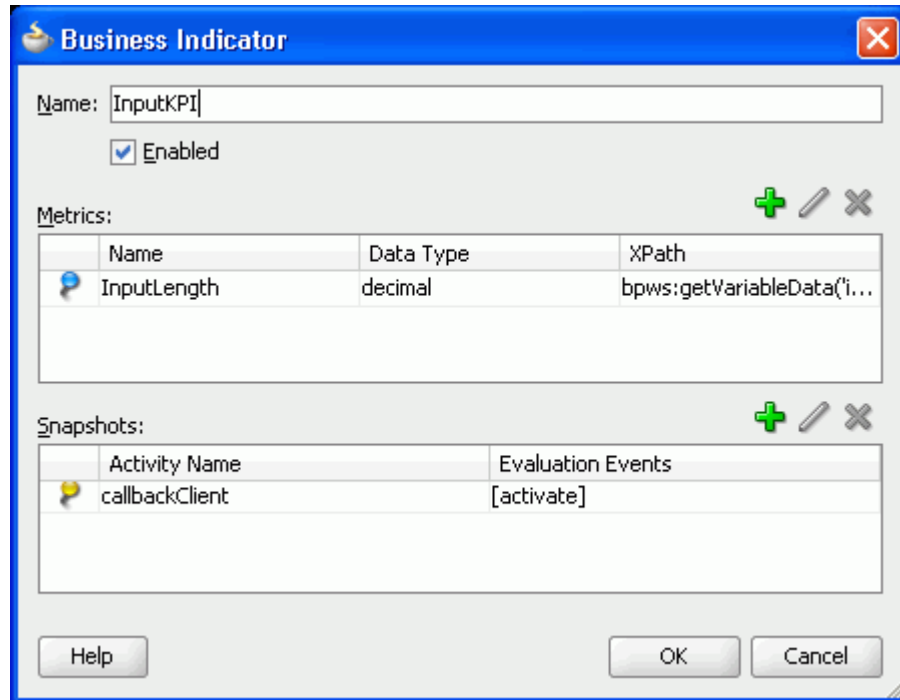 Business Indicator
Name: InputKPI
Enabled
Metrics:
Name Data Type XPath
InputLength decimal bpws:getVariableData('i...
Snapshots:
Activity Name Evaluation Events
callbackClient [activate]
Help OK Cancel